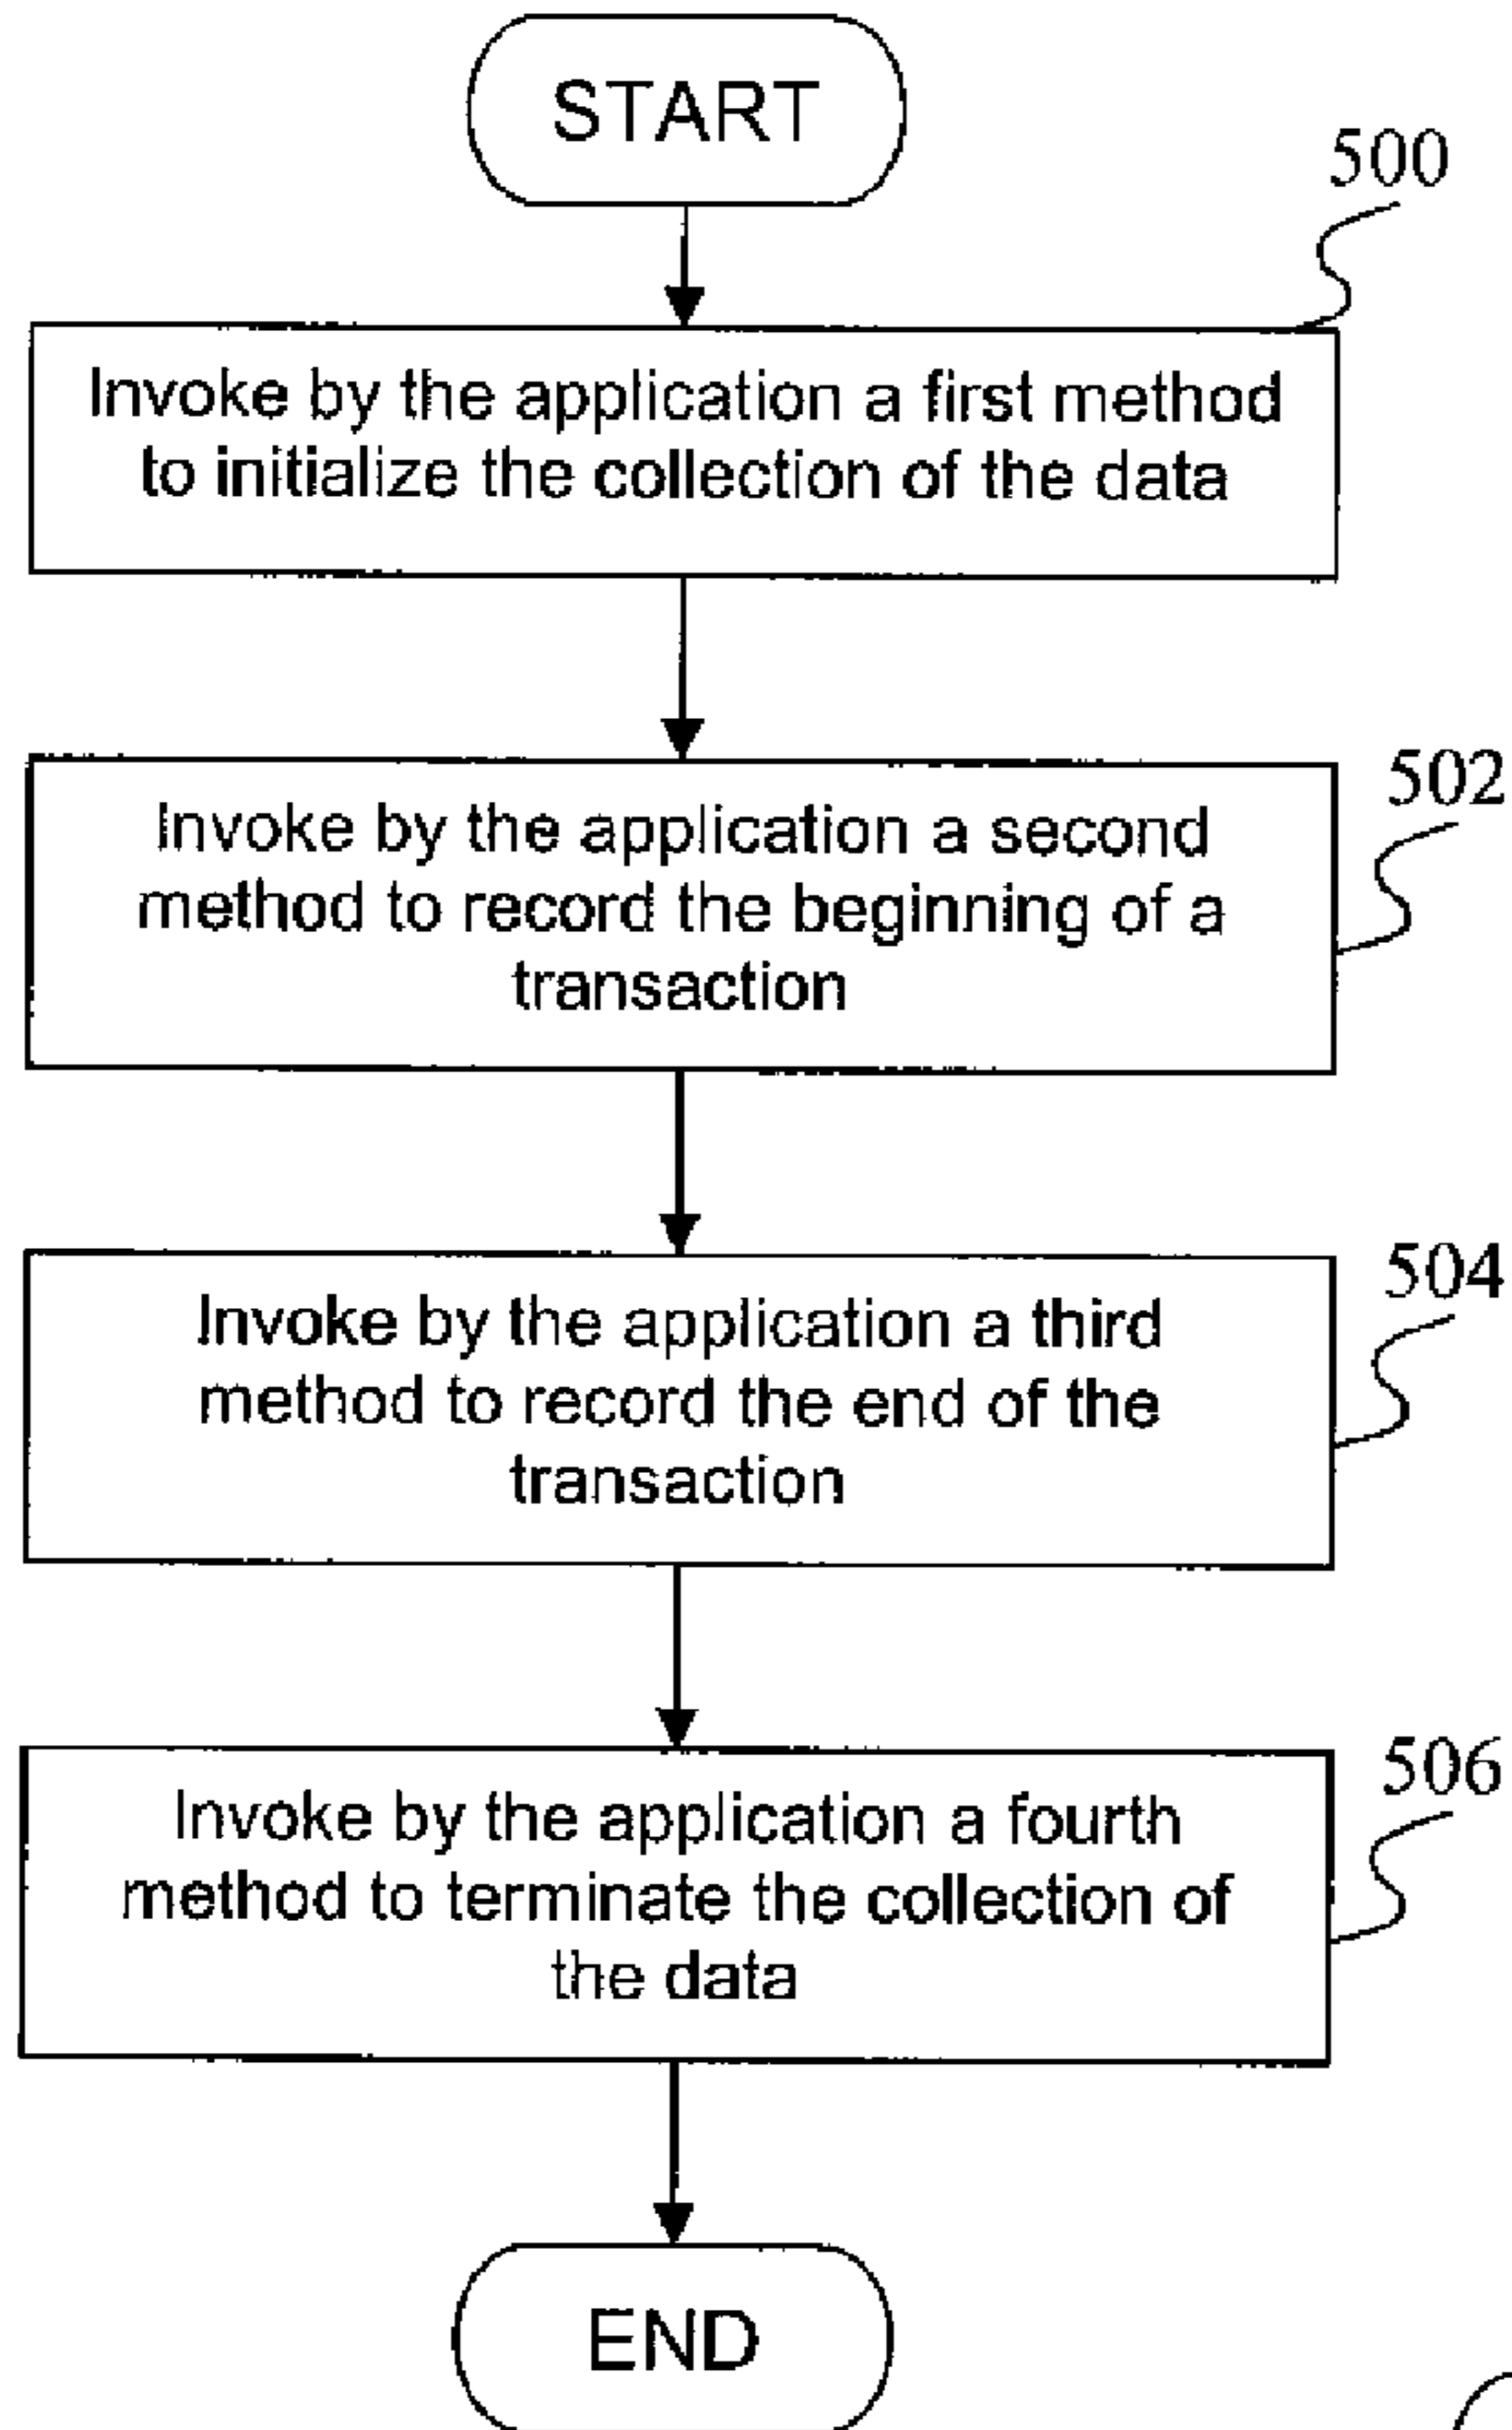 START
500
Invoke by the application a first method
to initialize the collection of the data
502
Invoke by the application a second
method to record the beginning of a
transaction
504
Invoke by the application a third
method to record the end of the
transaction
506
Invoke by the application a fourth
method to terminate the collection of
the data
END